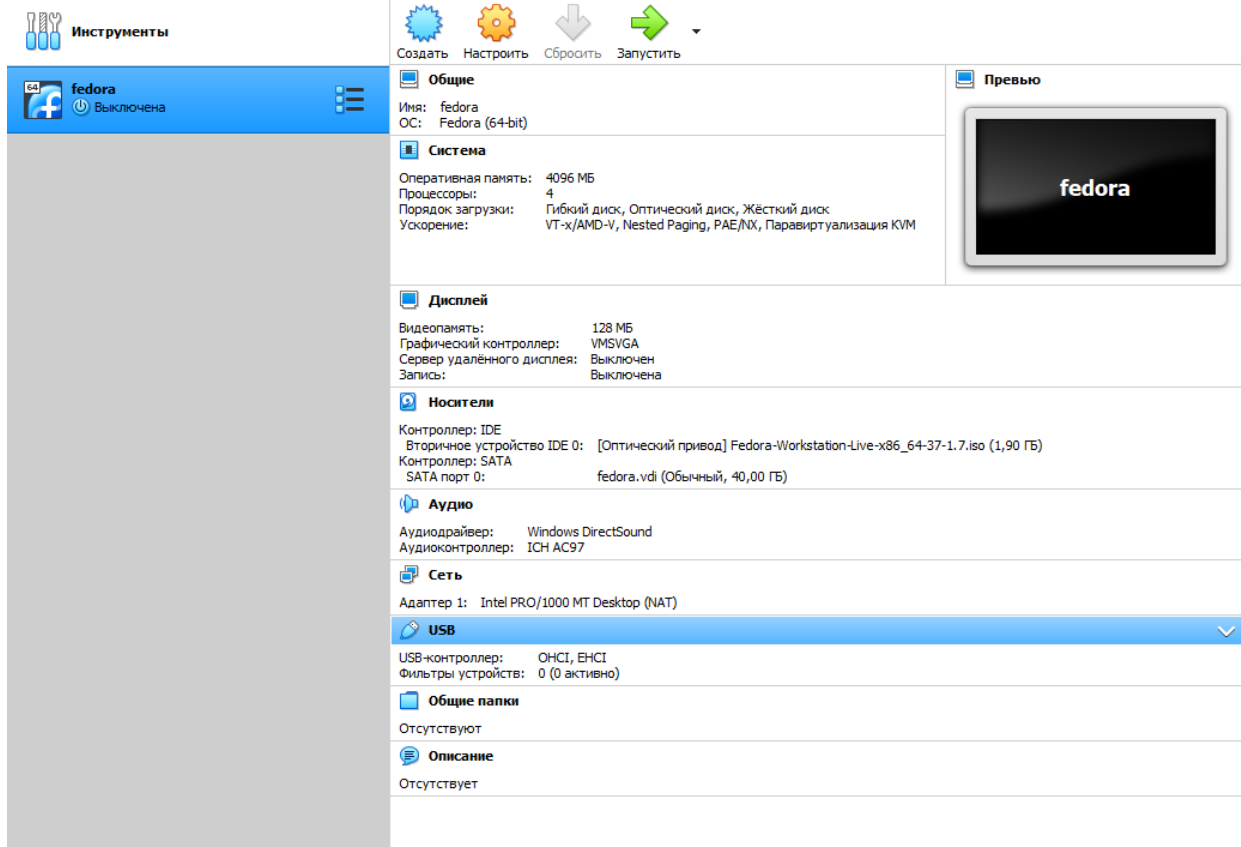 Инструменты
Создать Настроить Сбросить Запустить
64
fedora
Выключена
Общие
Имя: fedora
ОС: Fedora (64-bit)
Превью
fedora
Система
Оперативная память: 4096 МБ
Процессоры: 4
Порядок загрузки: Гибкий диск, Оптический диск, Жёсткий диск
Ускорение: VT-x/AMD-V, Nested Paging, PAE/NX, Паравиртуализация KVM
Дисплей
Видеопамять: 128 МБ
Графический контроллер: VMSVGA
Сервер удалённого дисплея: Выключен
Запись: Выключена
Носители
Контроллер: IDE
Вторичное устройство IDE 0: [Оптический привод] Fedora-Workstation-Live-x86_64-37-1.7.iso (1,90 ГБ)
Контроллер: SATA
SATA порт 0: fedora.vdi (Обычный, 40,00 ГБ)
Аудио
Аудиодрайвер: Windows DirectSound
Аудиоконтроллер: ICH AC97
Сеть
Адаптер 1: Intel PRO/1000 MT Desktop (NAT)
USB
USB-контроллер: OHCI, EHCI
Фильтры устройств: 0 (0 активно)
Общие папки
Отсутствуют
Описание
Отсутствует